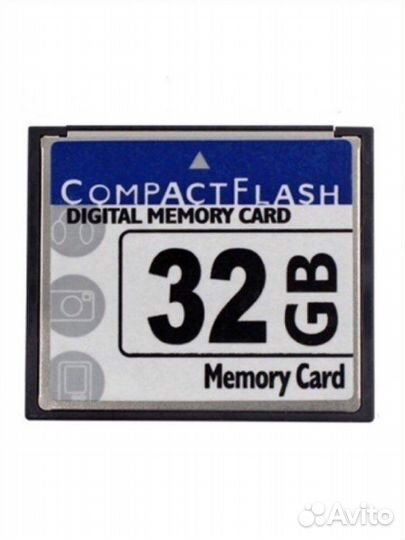 COMPACTFLASH
DIGITAL MEMORY CARD
32 GB
Memory Card
Avito